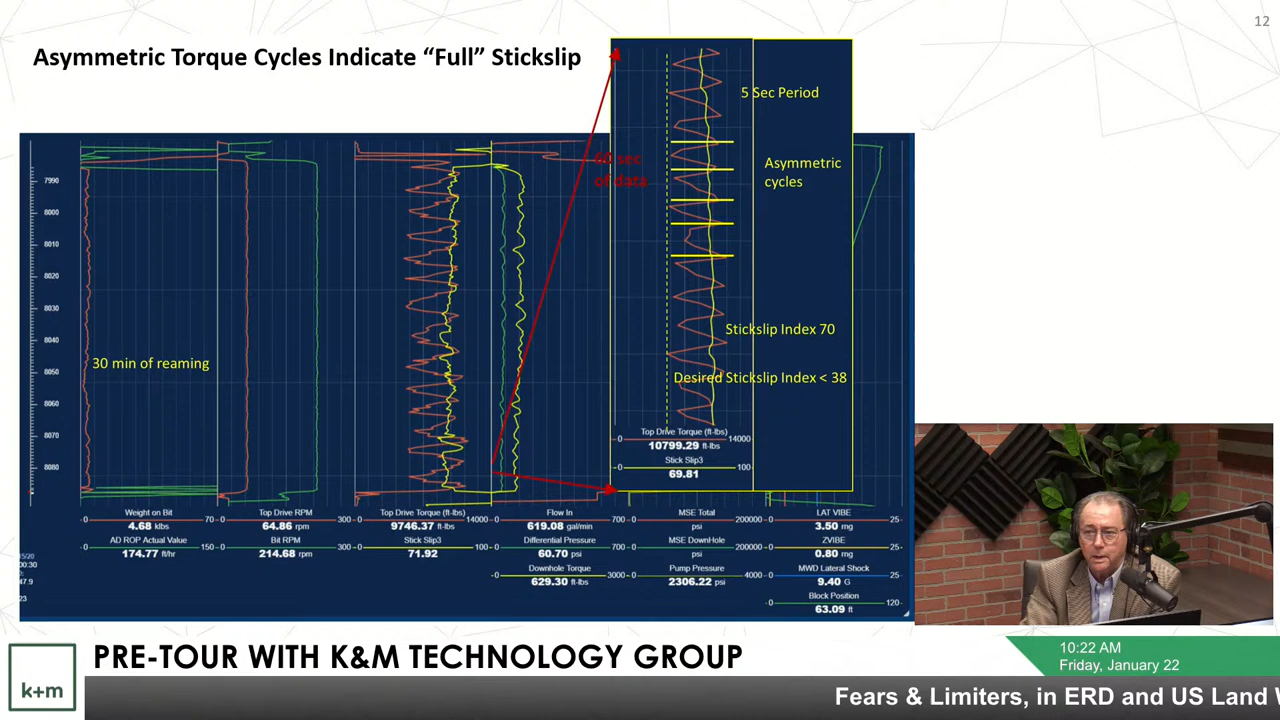 12
Asymmetric Torque Cycles Indicate “Full” Stickslip
5 Sec Period
60 sec
of data
Asymmetric
cycles
Stickslip Index 70
Desired Stickslip Index < 38
30 min of reaming
7990
8000
8010
8020
8030
8040
8050
8060
8070
8080
Top Drive Torque (ft-lbs)
0 10799.29 ft-lbs 14000
Stick Slip3
0 69.81 100
Weight on Bit
0 4.68 klbs 70
AD ROP Actual Value
0 174.77 ft/hr 150
Top Drive RPM
0 64.86 rpm 300
Bit RPM
0 214.68 rpm 300
Top Drive Torque (ft-lbs)
0 9746.37 ft-lbs 14000
Stick Slip3
0 71.92 100
Flow In
0 619.08 gal/min 700
Differential Pressure
0 60.70 psi 700
Downhole Torque
0 629.30 ft-lbs 3000
MSE Total
0 psi 200000
MSE DownHole
0 psi 200000
Pump Pressure
0 2306.22 psi 4000
LAT VIBE
0 3.50 mg 25
ZVIBE
0 0.80 mg 25
MWD Lateral Shock
0 9.40 G 25
Block Position
0 63.09 ft 120
k+m
PRE-TOUR WITH K&M TECHNOLOGY GROUP
10:22 AM
Friday, January 22
Fears & Limiters, in ERD and US Land